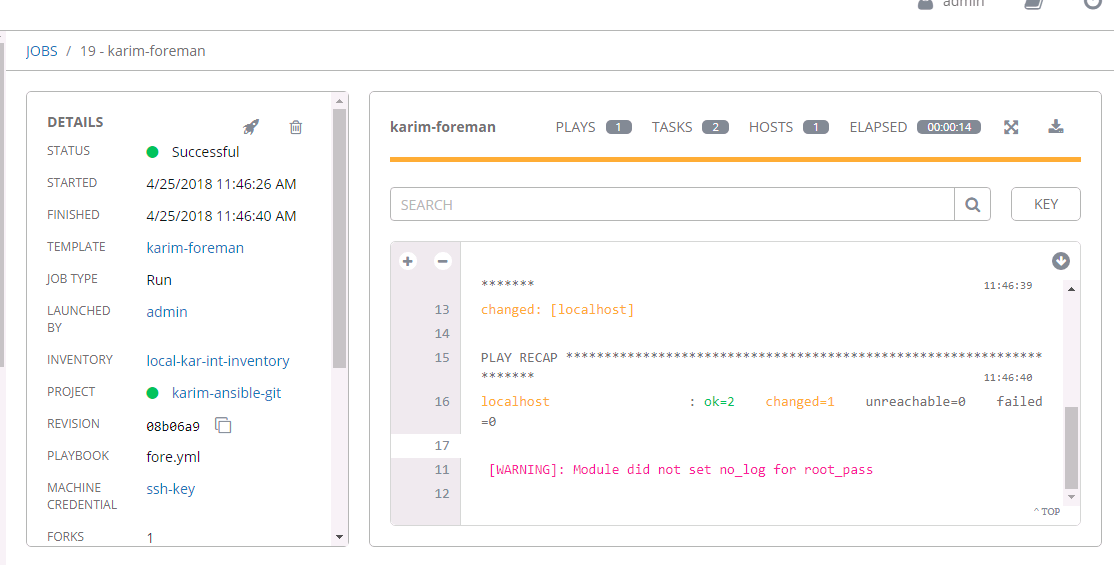 admin
JOBS / 19 - karim-foreman
DETAILS
STATUS Successful
STARTED 4/25/2018 11:46:26 AM
FINISHED 4/25/2018 11:46:40 AM
TEMPLATE karim-foreman
JOB TYPE Run
LAUNCHED
BY admin
INVENTORY local-kar-int-inventory
PROJECT karim-ansible-git
REVISION 08b06a9
PLAYBOOK fore.yml
MACHINE
CREDENTIAL ssh-key
FORKS 1
karim-foreman PLAYS 1 TASKS 2 HOSTS 1 ELAPSED 00:00:14
SEARCH KEY
+ −
******* 11:46:39
13 changed: [localhost]
14
15 PLAY RECAP **************************************************************
******* 11:46:40
16 localhost : ok=2 changed=1 unreachable=0 failed
=0
17
11 [WARNING]: Module did not set no_log for root_pass
12
^ TOP